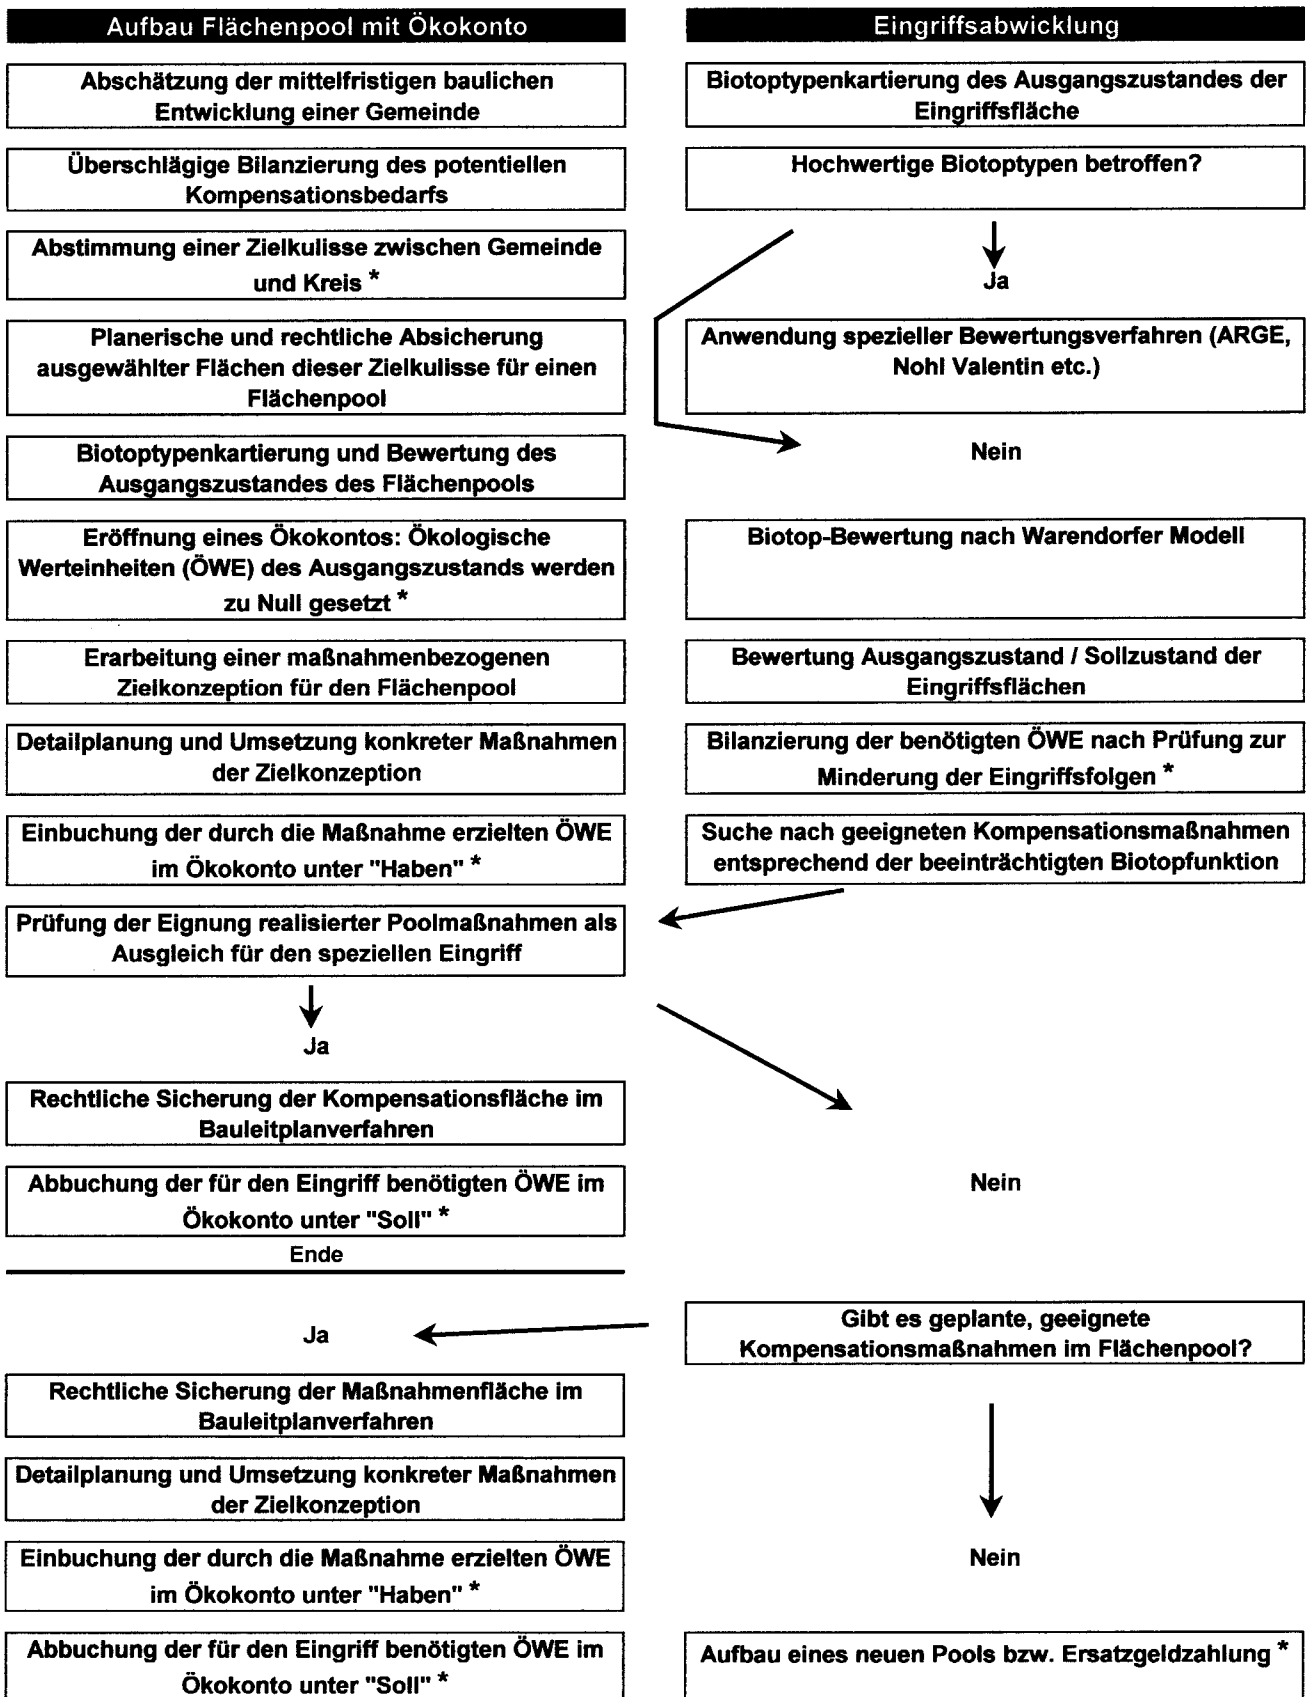 Aufbau Flächenpool mit Ökokonto
Abschätzung der mittelfristigen baulichen
Entwicklung einer Gemeinde
Überschlägige Bilanzierung des potentiellen
Kompensationsbedarfs
Abstimmung einer Zielkulisse zwischen Gemeinde
und Kreis *
Planerische und rechtliche Absicherung
ausgewählter Flächen dieser Zielkulisse für einen
Flächenpool
Biotoptypenkartierung und Bewertung des
Ausgangszustandes des Flächenpools
Eröffnung eines Ökokontos: Ökologische
Werteinheiten (ÖWE) des Ausgangszustands werden
zu Null gesetzt *
Erarbeitung einer maßnahmenbezogenen
Zielkonzeption für den Flächenpool
Detailplanung und Umsetzung konkreter Maßnahmen
der Zielkonzeption
Einbuchung der durch die Maßnahme erzielten ÖWE
im Ökokonto unter "Haben" *
Prüfung der Eignung realisierter Poolmaßnahmen als
Ausgleich für den speziellen Eingriff
Ja
Rechtliche Sicherung der Kompensationsfläche im
Bauleitplanverfahren
Abbuchung der für den Eingriff benötigten ÖWE im
Ökokonto unter "Soll" *
Ende
Ja
Rechtliche Sicherung der Maßnahmenfläche im
Bauleitplanverfahren
Detailplanung und Umsetzung konkreter Maßnahmen
der Zielkonzeption
Einbuchung der durch die Maßnahme erzielten ÖWE
im Ökokonto unter "Haben" *
Abbuchung der für den Eingriff benötigten ÖWE im
Ökokonto unter "Soll" *
Eingriffsabwicklung
Biotoptypenkartierung des Ausgangszustandes der
Eingriffsfläche
Hochwertige Biotoptypen betroffen?
Ja
Anwendung spezieller Bewertungsverfahren (ARGE,
Nohl Valentin etc.)
Nein
Biotop-Bewertung nach Warendorfer Modell
Bewertung Ausgangszustand / Sollzustand der
Eingriffsflächen
Bilanzierung der benötigten ÖWE nach Prüfung zur
Minderung der Eingriffsfolgen *
Suche nach geeigneten Kompensationsmaßnahmen
entsprechend der beeinträchtigten Biotopfunktion
Nein
Gibt es geplante, geeignete
Kompensationsmaßnahmen im Flächenpool?
Nein
Aufbau eines neuen Pools bzw. Ersatzgeldzahlung *